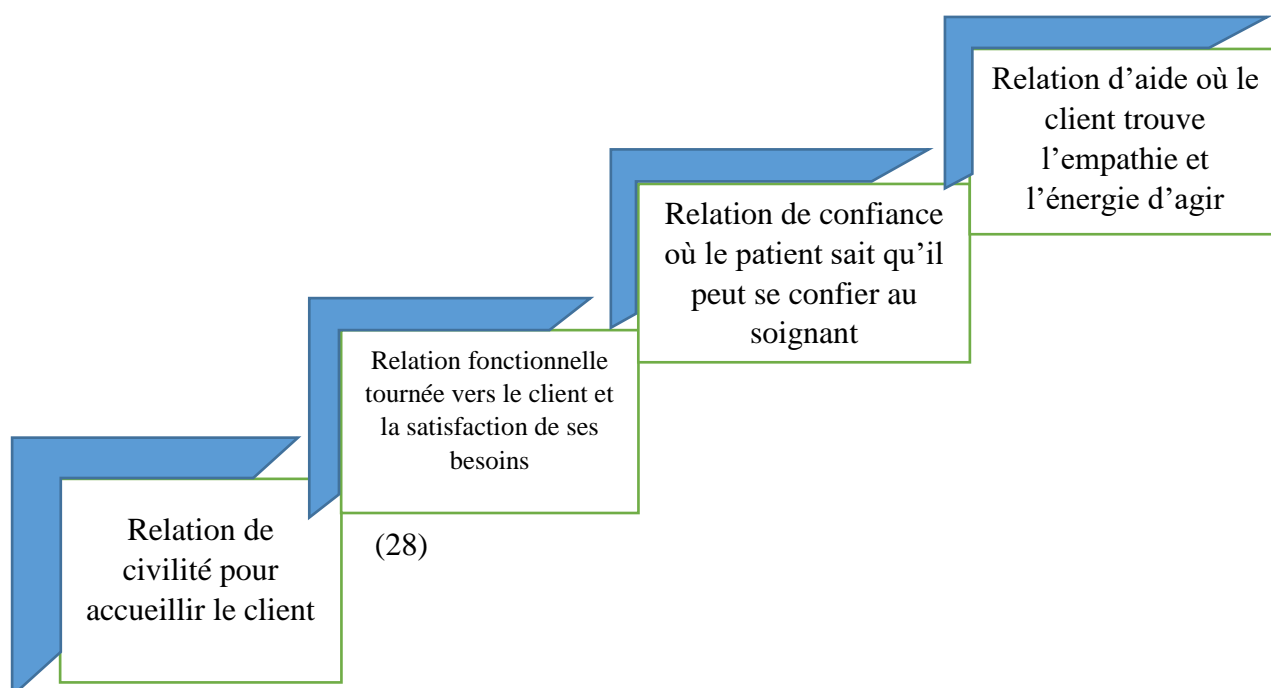 Relation de
civilité pour
accueillir le client
Relation fonctionnelle
tournée vers le client et
la satisfaction de ses
besoins
(28)
Relation de confiance
où le patient sait qu’il
peut se confier au
soignant
Relation d’aide où le
client trouve
l’empathie et
l’énergie d’agir